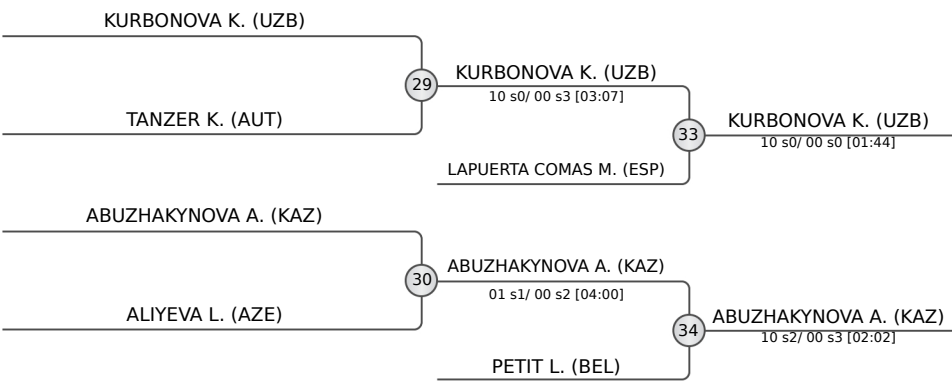 KURBONOVA K. (UZB)
29
TANZER K. (AUT)
KURBONOVA K. (UZB)
10 s0/ 00 s3 [03:07]
33
LAPUERTA COMAS M. (ESP)
KURBONOVA K. (UZB)
10 s0/ 00 s0 [01:44]
ABUZHAKYNOVA A. (KAZ)
30
ALIYEVA L. (AZE)
ABUZHAKYNOVA A. (KAZ)
01 s1/ 00 s2 [04:00]
34
PETIT L. (BEL)
ABUZHAKYNOVA A. (KAZ)
10 s2/ 00 s3 [02:02]